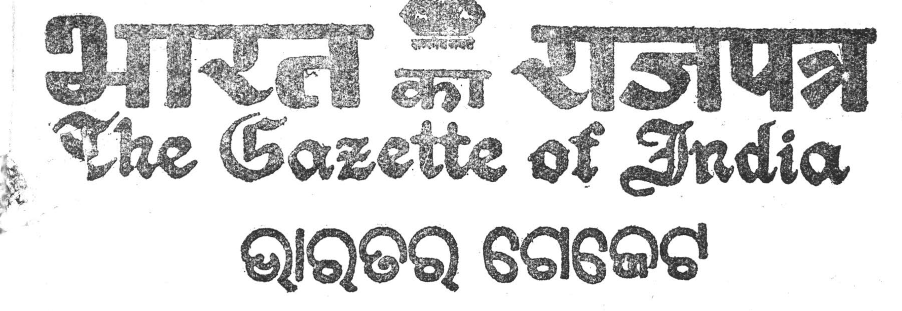 भारत का राजपत्र
The Gazette of India
ଭାରତର ଗେଜେଟ